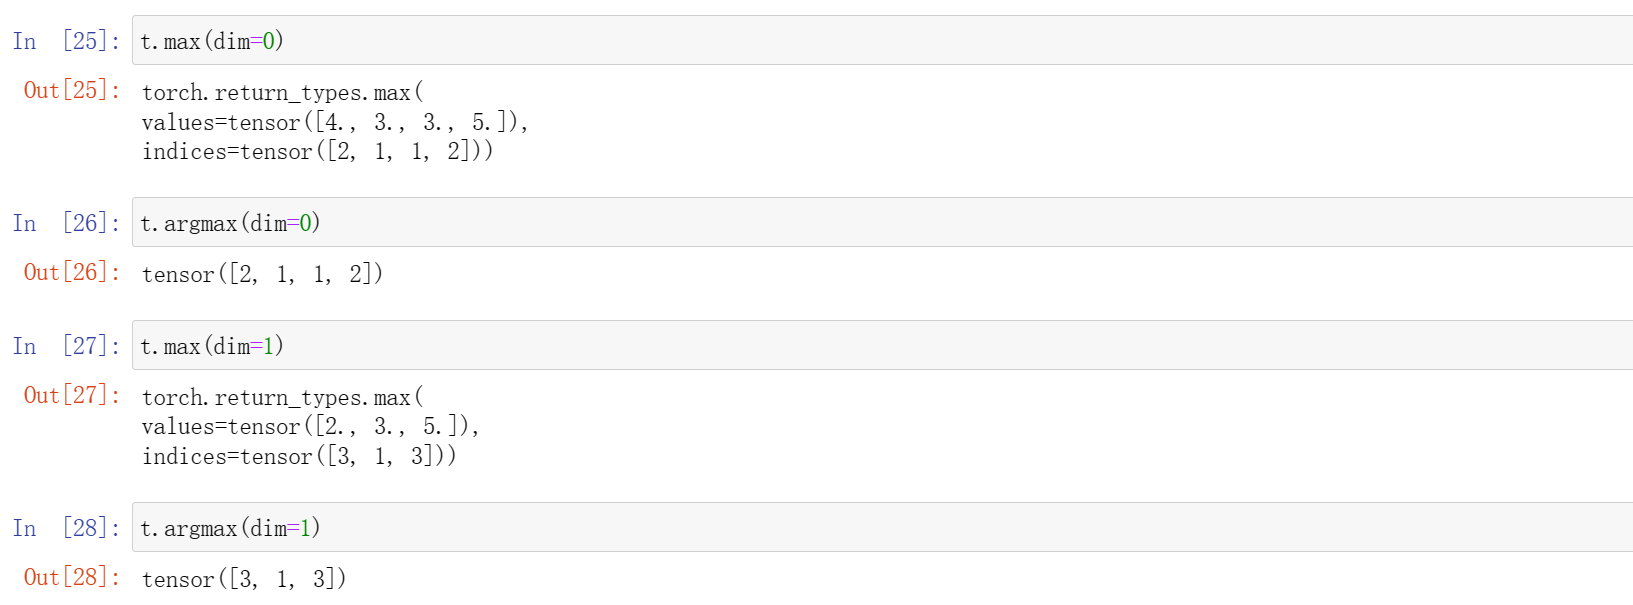 In [25]: t.max(dim=0)
Out[25]: torch.return_types.max(
values=tensor([4., 3., 3., 5.]),
indices=tensor([2, 1, 1, 2]))
In [26]: t.argmax(dim=0)
Out[26]: tensor([2, 1, 1, 2])
In [27]: t.max(dim=1)
Out[27]: torch.return_types.max(
values=tensor([2., 3., 5.]),
indices=tensor([3, 1, 3]))
In [28]: t.argmax(dim=1)
Out[28]: tensor([3, 1, 3])